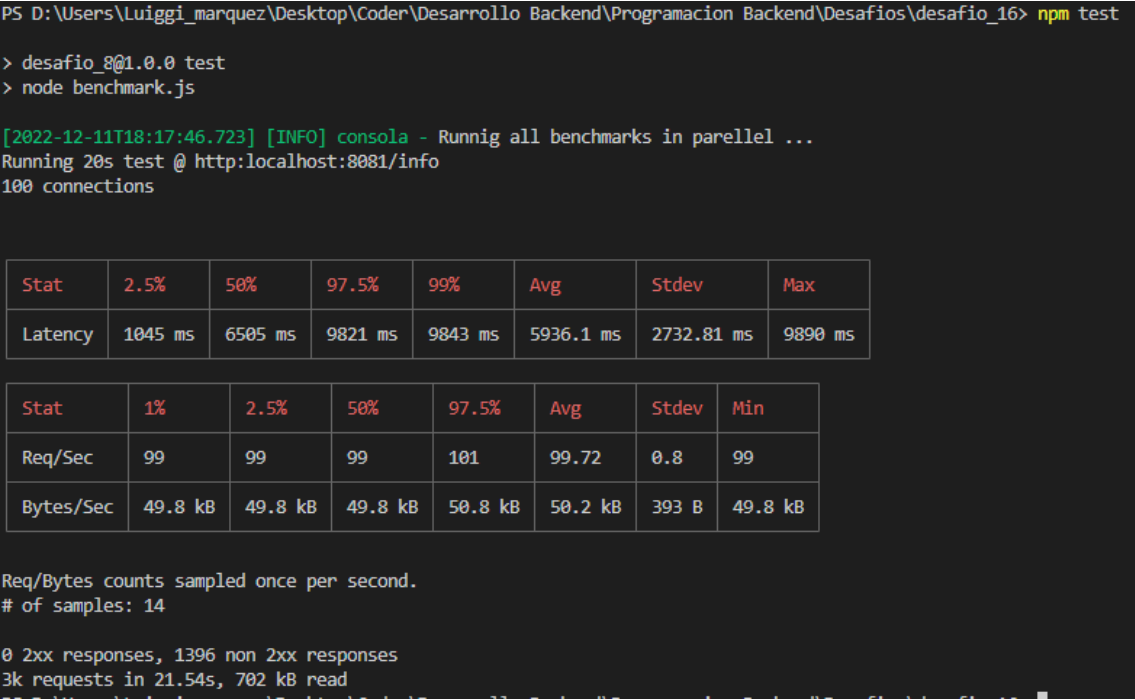 PS D:\Users\Luiggi_marquez\Desktop\Coder\Desarrollo Backend\Programacion Backend\Desafios\desafio_16> npm test
> desafio_8@1.0.0 test
> node benchmark.js
[2022-12-11T18:17:46.723] [INFO] consola - Runnig all benchmarks in parellel ...
Running 20s test @ http:localhost:8081/info
100 connections
Stat 2.5% 50% 97.5% 99% Avg Stdev Max
Latency 1045 ms 6505 ms 9821 ms 9843 ms 5936.1 ms 2732.81 ms 9890 ms
Stat 1% 2.5% 50% 97.5% Avg Stdev Min
Req/Sec 99 99 99 101 99.72 0.8 99
Bytes/Sec 49.8 kB 49.8 kB 49.8 kB 50.8 kB 50.2 kB 393 B 49.8 kB
Req/Bytes counts sampled once per second.
# of samples: 14
0 2xx responses, 1396 non 2xx responses
3k requests in 21.54s, 702 kB read